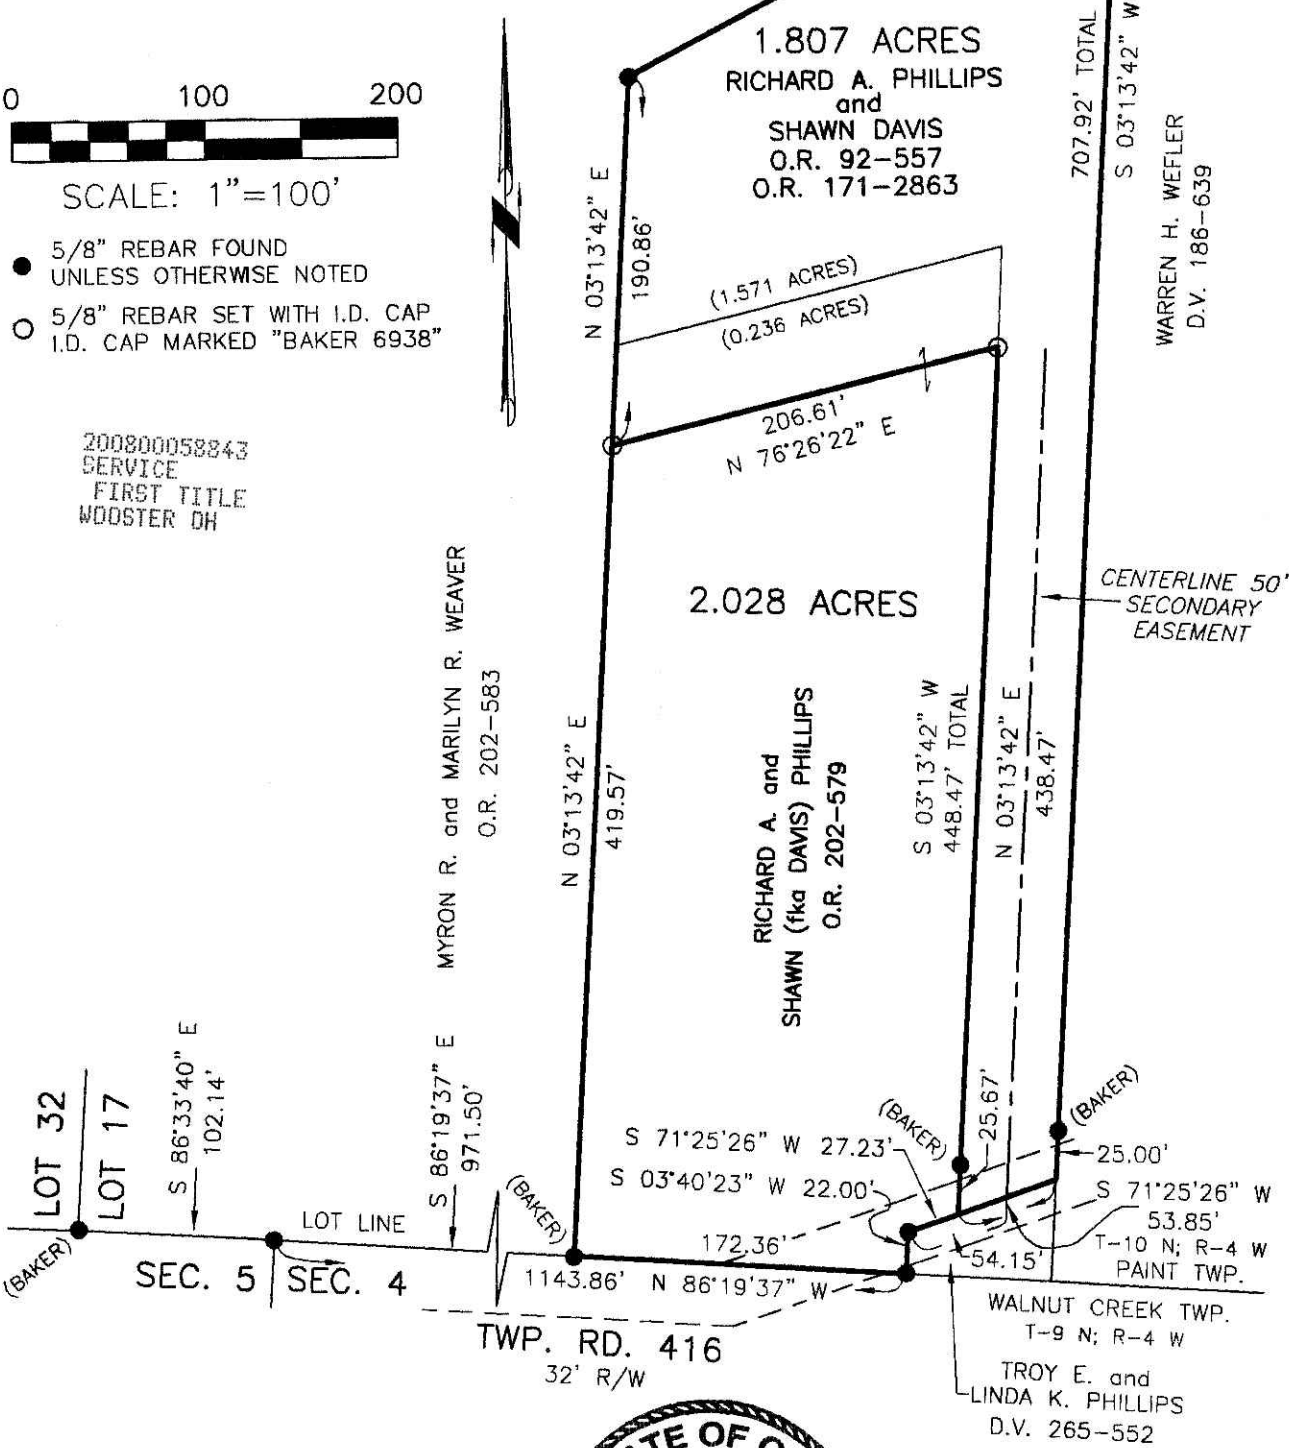 1.807 ACRES
RICHARD A. PHILLIPS
and
SHAWN DAVIS
O.R. 92-557
O.R. 171-2863
707.92' TOTAL
S 03°13'42" W
WARREN H. WEFLER
D.V. 186-639
0 100 200
SCALE: 1"=100'
5/8" REBAR FOUND
UNLESS OTHERWISE NOTED
5/8" REBAR SET WITH I.D. CAP
I.D. CAP MARKED "BAKER 6938"
N 03°13'42" E
190.86'
(1.571 ACRES)
(0.236 ACRES)
206.61'
N 76°26'22" E
200800058843
SERVICE
FIRST TITLE
WOOSTER OH
2.028 ACRES
CENTERLINE 50'
SECONDARY
EASEMENT
MYRON R. and MARILYN R. WEAVER
O.R. 202-583
N 03°13'42" E
419.57'
RICHARD A. and
SHAWN (fka DAVIS) PHILLIPS
O.R. 202-579
S 03°13'42" W
448.47' TOTAL
N 03°13'42" E
438.47'
LOT 32
LOT 17
S 86°33'40" E
102.14'
S 86°19'37" E
971.50'
(BAKER)
(BAKER)
25.67'
(BAKER)
S 71°25'26" W 27.23'
25.00'
S 03°40'23" W 22.00'
S 71°25'26" W
53.85'
LOT LINE
172.36'
54.15'
T-10 N; R-4 W
PAINT TWP.
(BAKER)
SEC. 5
SEC. 4
1143.86' N 86°19'37" W
WALNUT CREEK TWP.
T-9 N; R-4 W
TWP. RD. 416
32' R/W
TROY E. and
LINDA K. PHILLIPS
D.V. 265-552
TE OF O